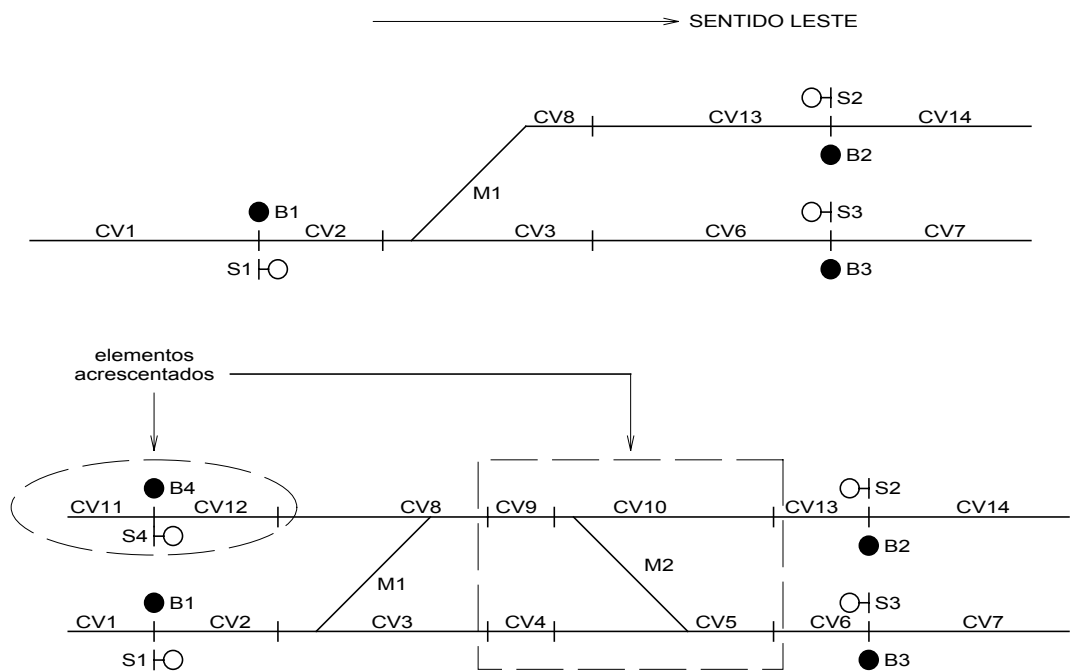 SENTIDO LESTE
S2
CV8 CV13 CV14
B2
M1
B1 S3
CV1 CV2 CV3 CV6 CV7
S1 B3
elementos
acrescentados
B4 S2
CV11 CV12 CV8 CV9 CV10 CV13 CV14
S4 B2
M1 M2
B1 S3
CV1 CV2 CV3 CV4 CV5 CV6 CV7
S1 B3